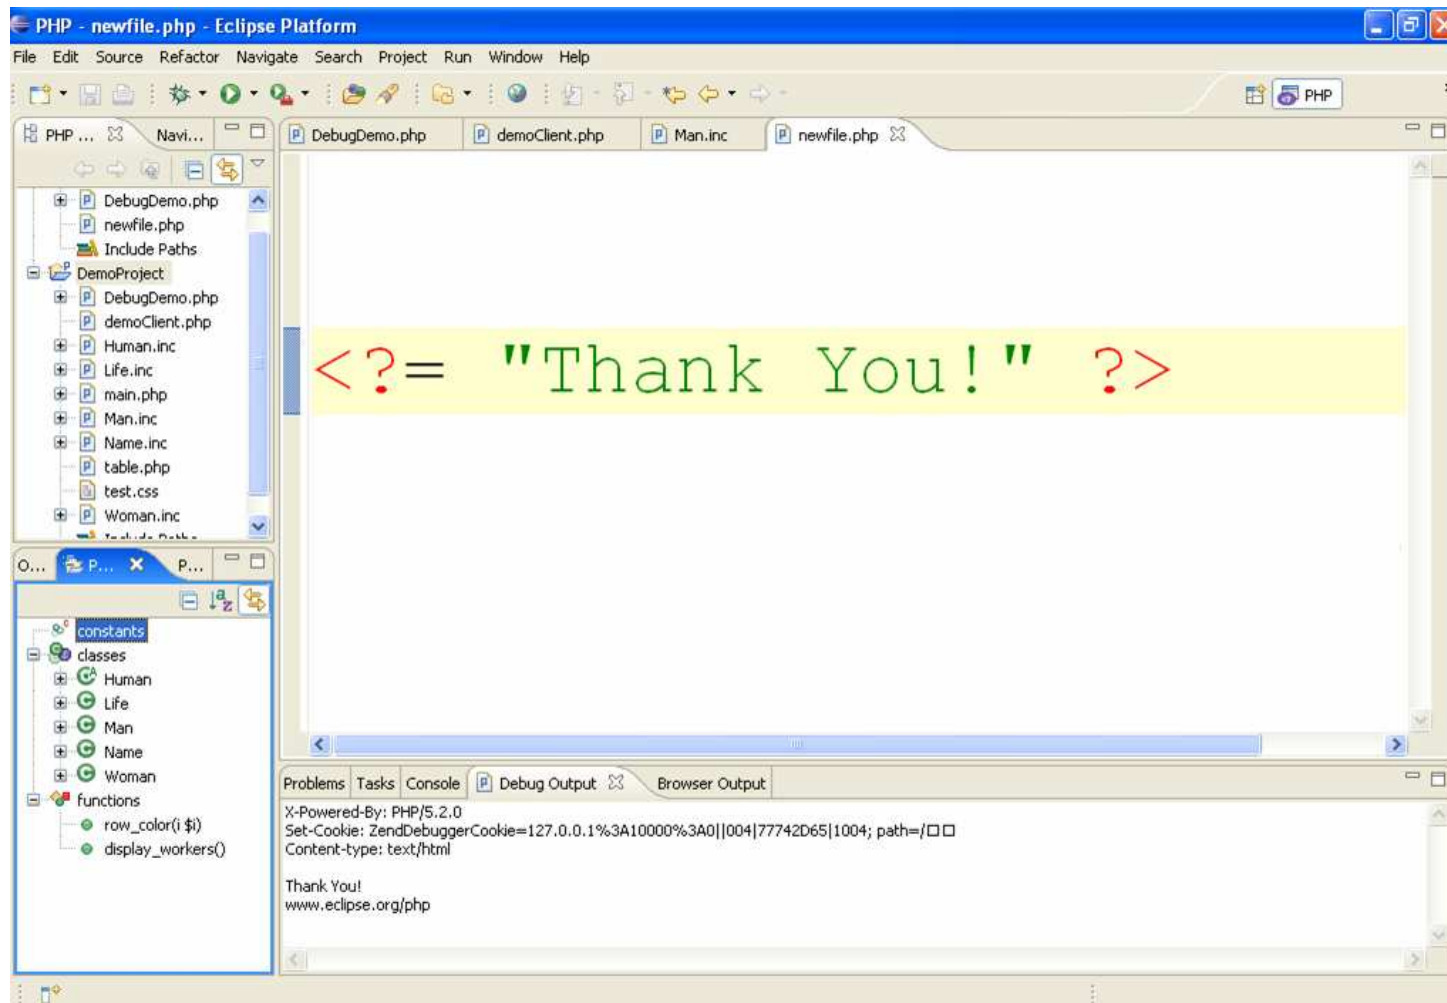 PHP - newfile.php - Eclipse Platform
File Edit Source Refactor Navigate Search Project Run Window Help
PHP
PHP ... Navi...
DebugDemo.php demoClient.php Man.inc newfile.php
DebugDemo.php
newfile.php
Include Paths
DemoProject
DebugDemo.php
demoClient.php
Human.inc
Life.inc
main.php
Man.inc
Name.inc
table.php
test.css
Woman.inc
<?= "Thank You!" ?>
O... P... P...
constants
classes
Human
Life
Man
Name
Woman
functions
row_color(i $i)
display_workers()
Problems Tasks Console Debug Output Browser Output
X-Powered-By: PHP/5.2.0
Set-Cookie: ZendDebuggerCookie=127.0.0.1%3A10000%3A0||004|77742D65|1004; path=/□□
Content-type: text/html
Thank You!
www.eclipse.org/php